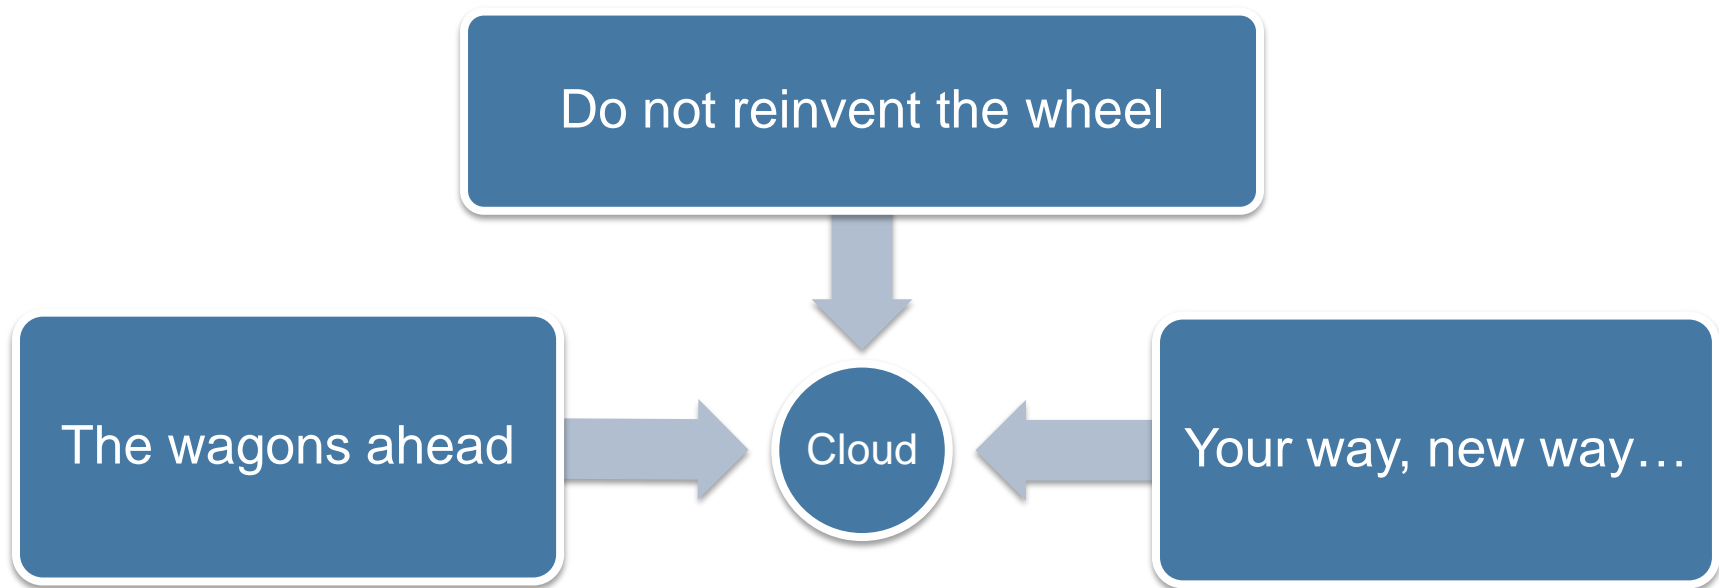 Do not reinvent the wheel
The wagons ahead
Cloud
Your way, new way…